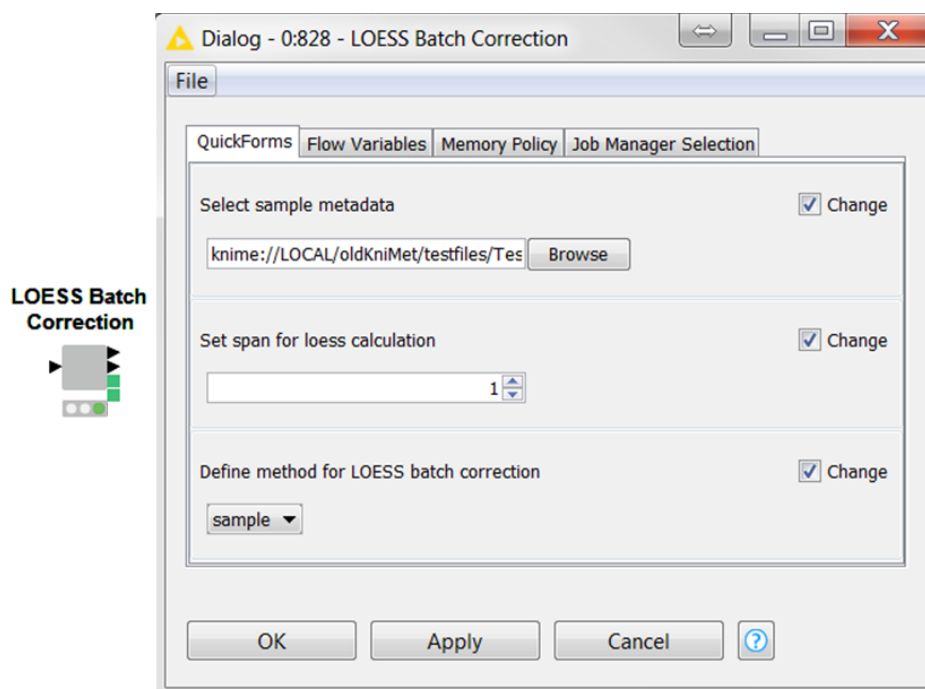 Dialog - 0:828 - LOESS Batch Correction
File
QuickForms Flow Variables Memory Policy Job Manager Selection
Select sample metadata
Change
knime://LOCAL/oldKniMet/testfiles/Tes
Browse
LOESS Batch
Correction
Set span for loess calculation
Change
1
Define method for LOESS batch correction
Change
sample
OK Apply Cancel ?